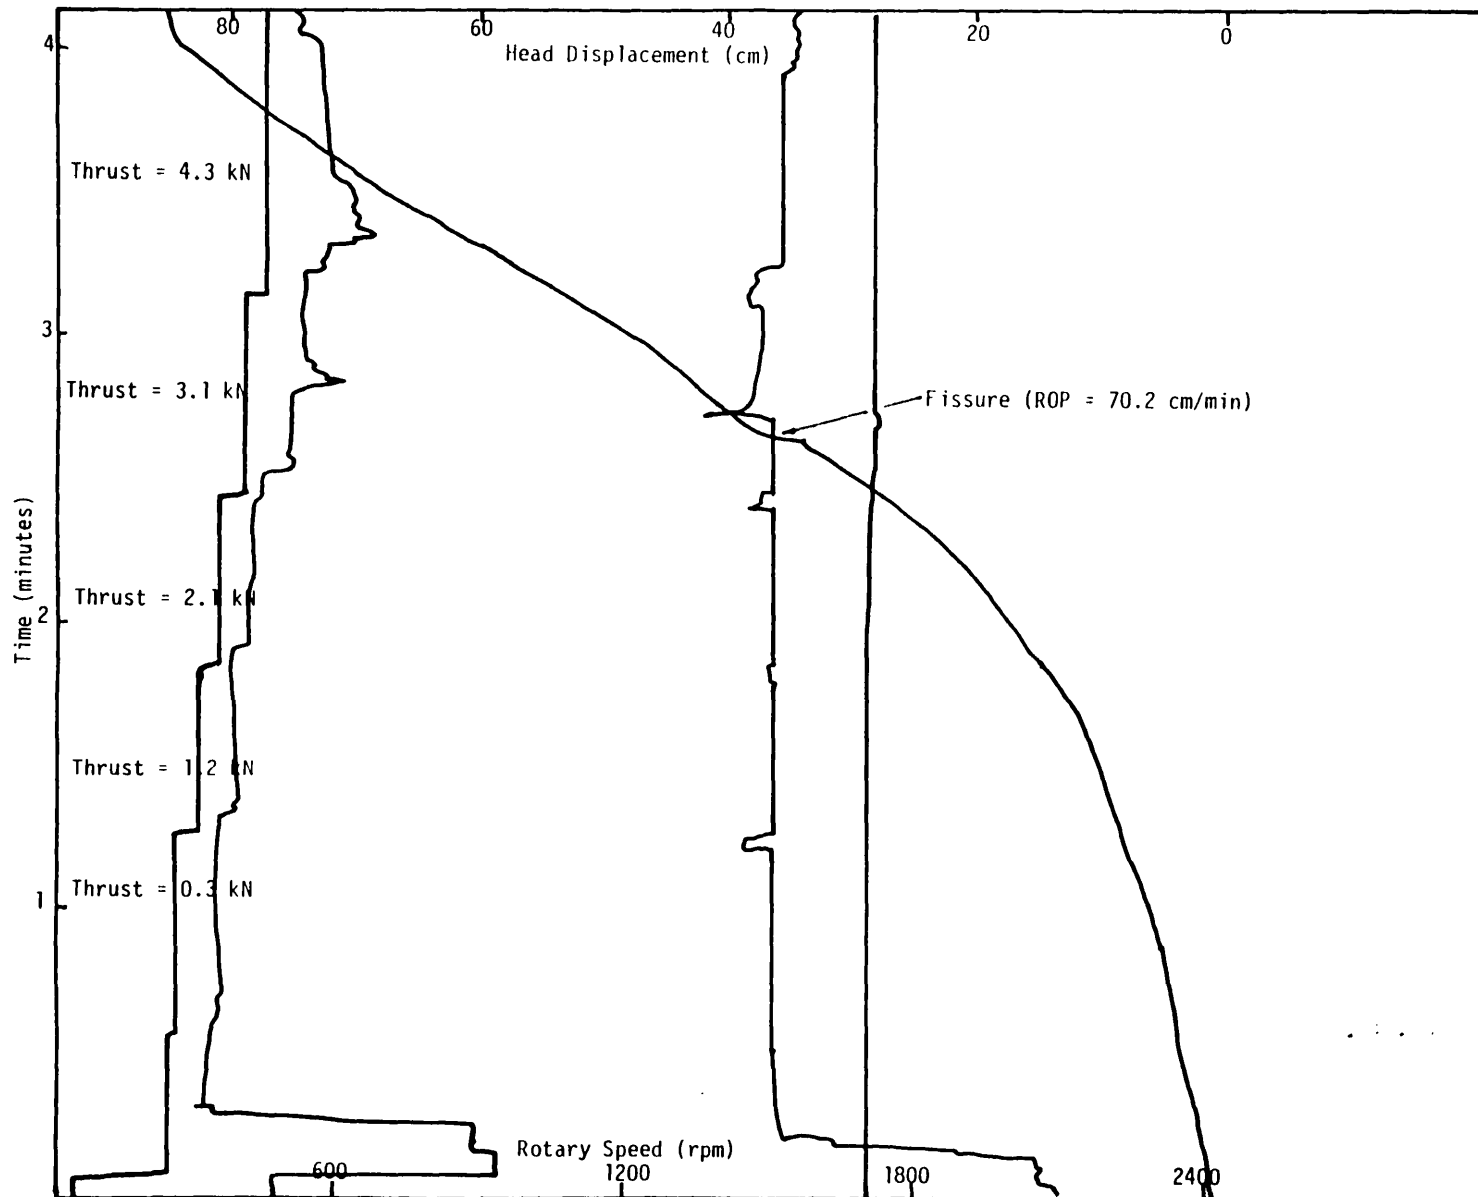 80 60 40 20 0
Head Displacement (cm)
4
Thrust = 4.3 kN
3
Thrust = 3.1 kN
Fissure (ROP = 70.2 cm/min)
Time (minutes)
Thrust = 2.1 kN
2
Thrust = 1.2 kN
Thrust = 0.3 kN
1
Rotary Speed (rpm)
600 1200 1800 2400